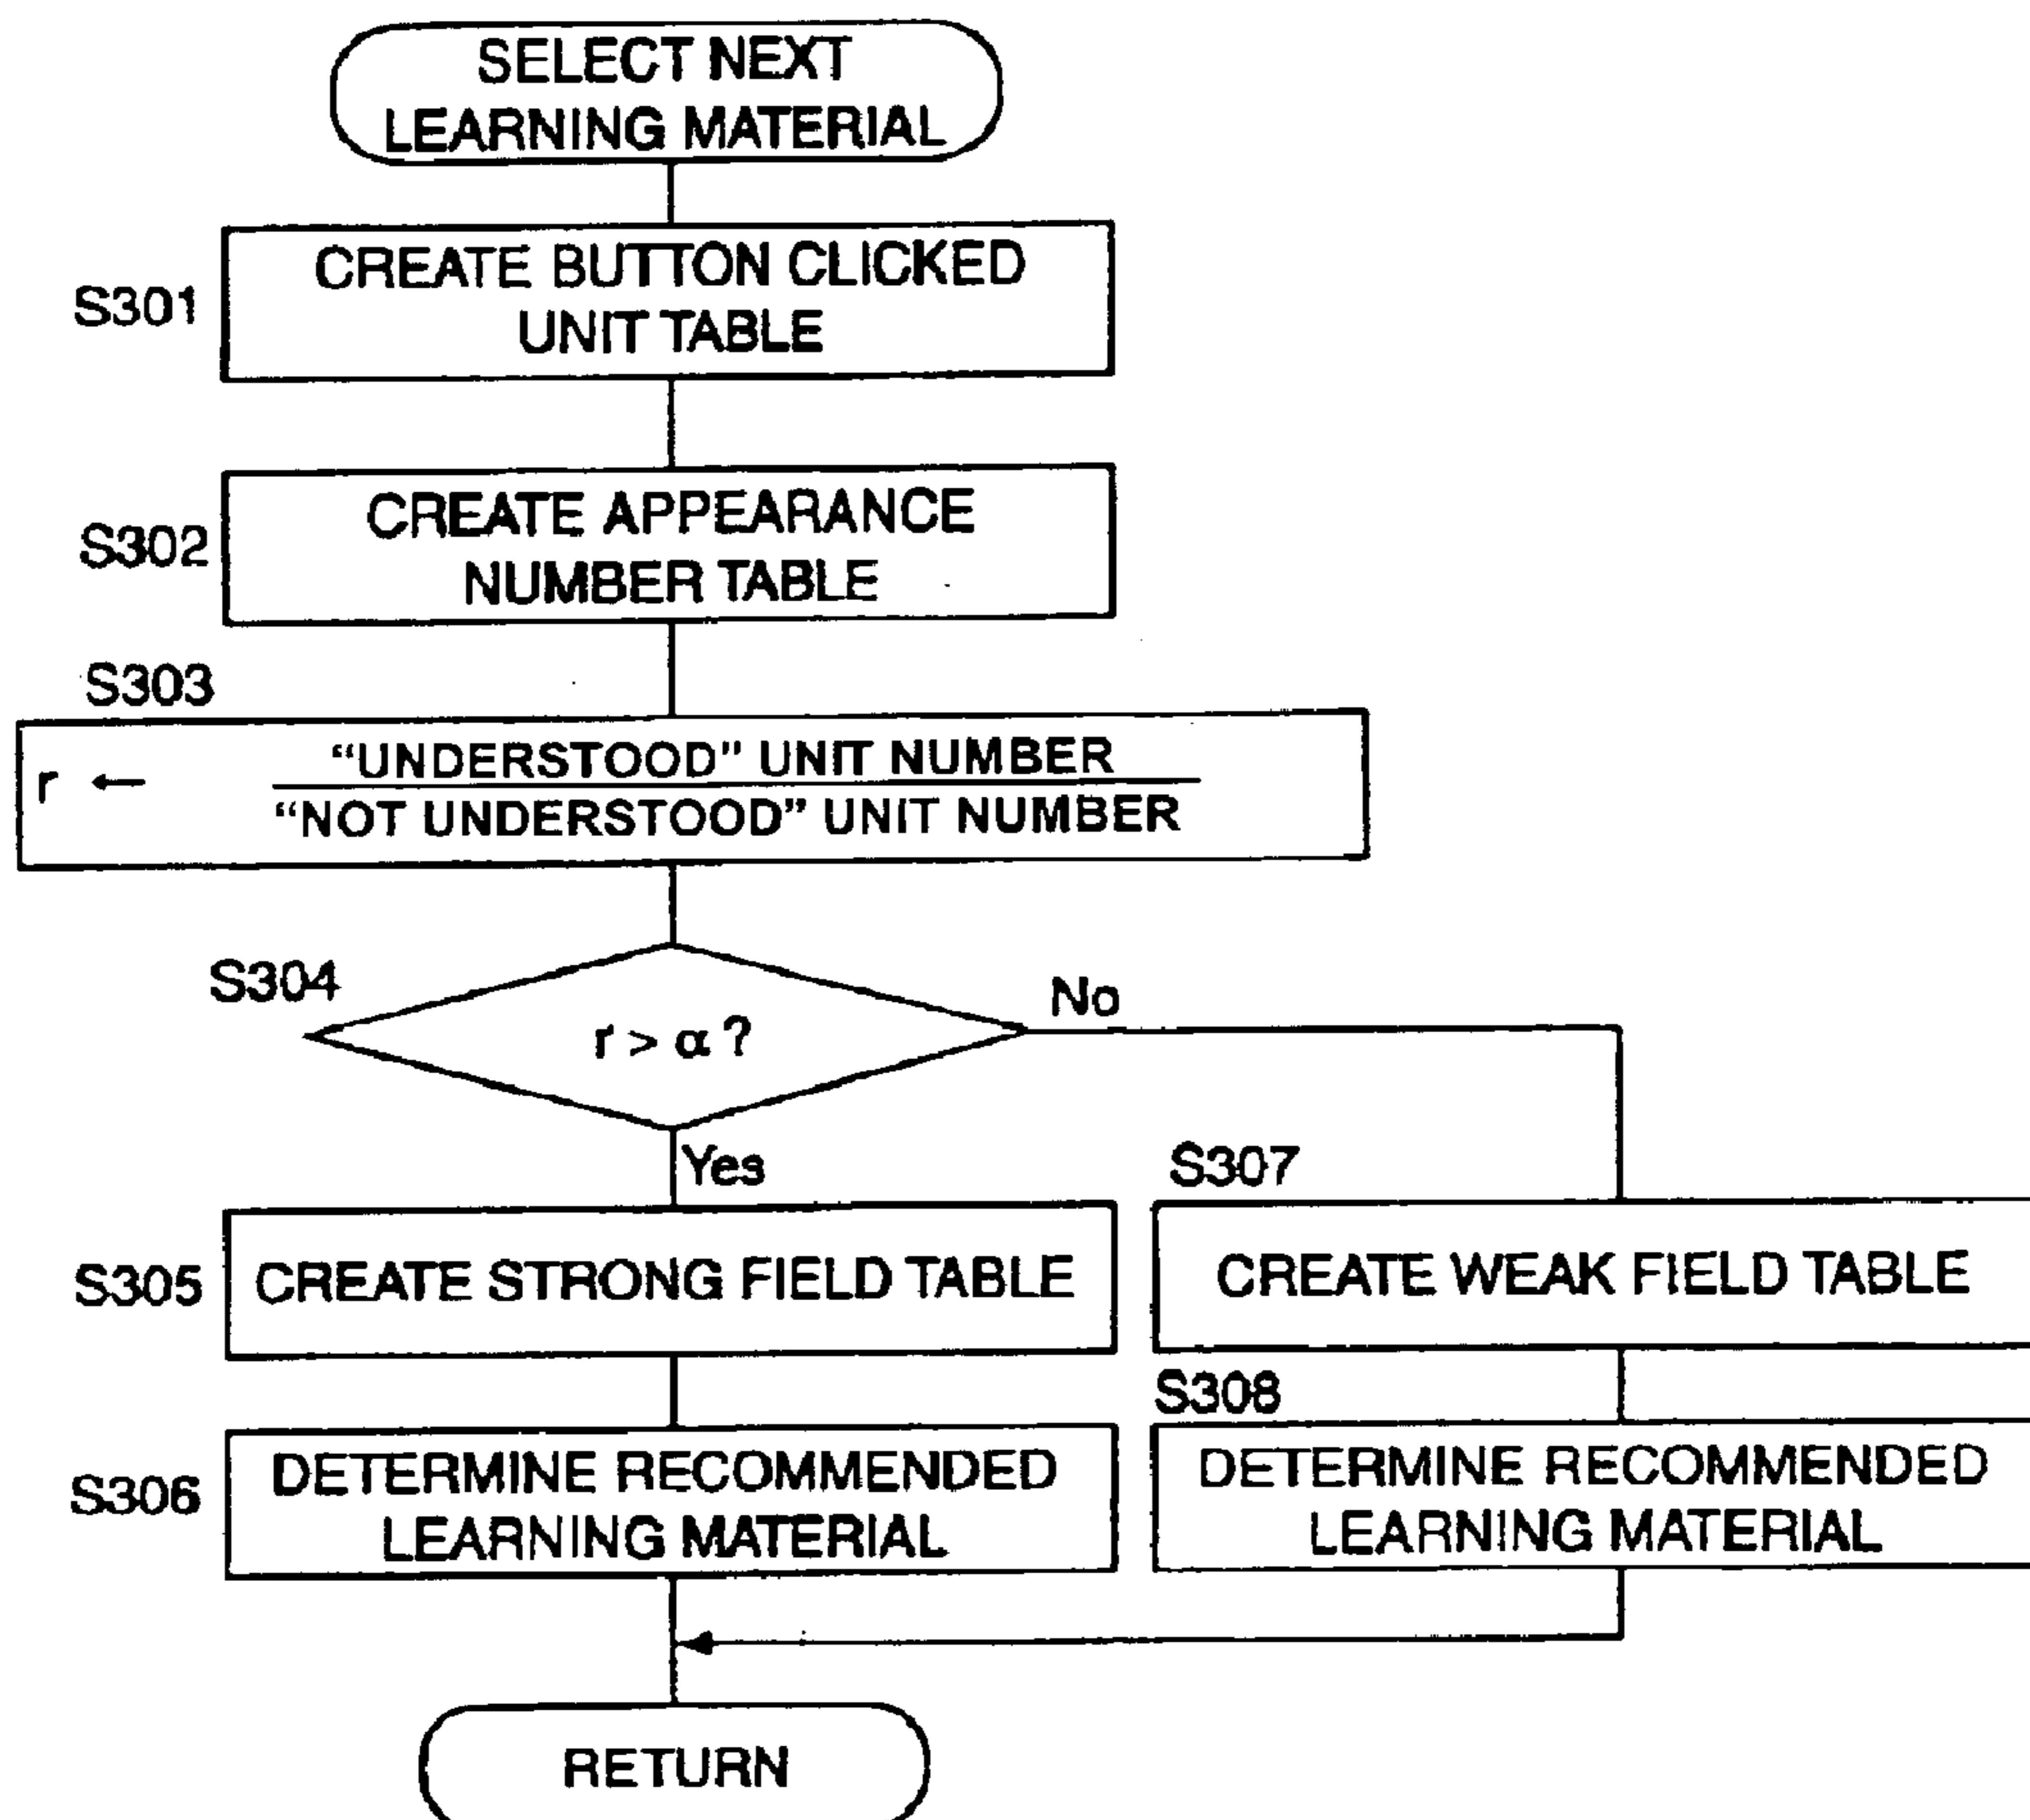 SELECT NEXT
LEARNING MATERIAL
S301
CREATE BUTTON CLICKED
UNIT TABLE
S302
CREATE APPEARANCE
NUMBER TABLE
S303
r ← “UNDERSTOOD” UNIT NUMBER
“NOT UNDERSTOOD” UNIT NUMBER
S304
r > α ?
No
Yes
S305
CREATE STRONG FIELD TABLE
S307
CREATE WEAK FIELD TABLE
S306
DETERMINE RECOMMENDED
LEARNING MATERIAL
S308
DETERMINE RECOMMENDED
LEARNING MATERIAL
RETURN